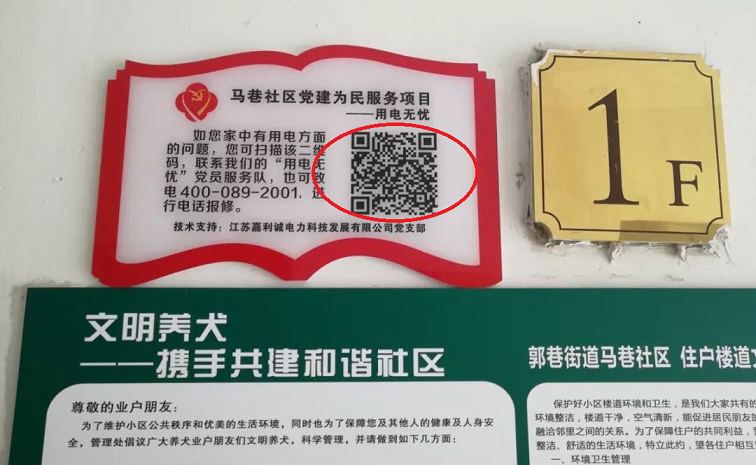 马巷社区党建为民服务项目
——用电无忧
如您家中有用电方面
的问题，您可扫描该二维
码，联系我们的“用电无
忧”党员服务队，也可致
电400-089-2001，进
行电话报修。
技术支持：江苏嘉利诚电力科技发展有限公司党支部
1F
文明养犬
——携手共建和谐社区
尊敬的业户朋友：
为了维护小区公共秩序和优美的生活环境，同时也为了保障您及其他人的健康及人身安
全，管理处倡议广大养犬业户朋友们文明养犬，科学管理，并请做到如下几方面：
郭巷街道马巷社区 住户楼道文
保护好小区楼道环境和卫生，是我们大家共有的
环境整洁，楼道干净，空气清新，能促进居民朋友的
融洽邻里之间的关系。为了保障住户的共同利益，
整洁、舒适的生活环境，特立此约，望各住户相互
一、环境卫生管理